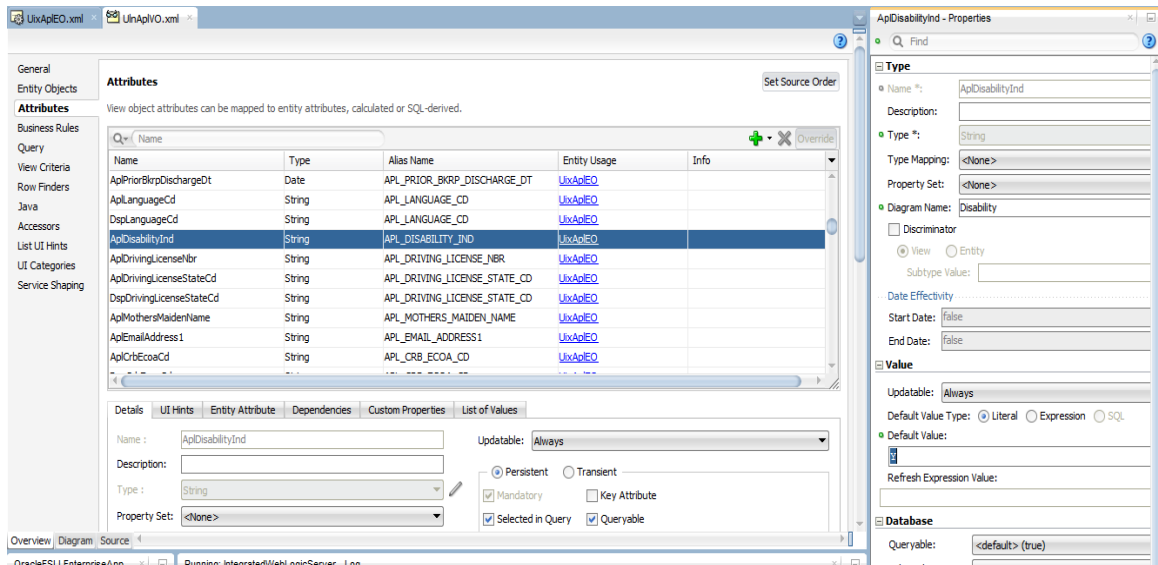 UixAplEO.xml
UInAplVO.xml
General
Entity Objects
Attributes
Business Rules
Query
View Criteria
Row Finders
Java
Accessors
List UI Hints
UI Categories
Service Shaping
Attributes
Set Source Order
View object attributes can be mapped to entity attributes, calculated or SQL-derived.
Name
Override
Name Type Alias Name Entity Usage Info
AplPriorBkrpDischargeDt Date APL_PRIOR_BKRP_DISCHARGE_DT UixAplEO
AplLanguageCd String APL_LANGUAGE_CD UixAplEO
DspLanguageCd String APL_LANGUAGE_CD UixAplEO
AplDisabilityInd String APL_DISABILITY_IND UixAplEO
AplDrivingLicenseNbr String APL_DRIVING_LICENSE_NBR UixAplEO
AplDrivingLicenseStateCd String APL_DRIVING_LICENSE_STATE_CD UixAplEO
DspDrivingLicenseStateCd String APL_DRIVING_LICENSE_STATE_CD UixAplEO
AplMothersMaidenName String APL_MOTHERS_MAIDEN_NAME UixAplEO
AplEmailAddress1 String APL_EMAIL_ADDRESS1 UixAplEO
AplCrbEcoaCd String APL_CRB_ECOA_CD UixAplEO
Details UI Hints Entity Attribute Dependencies Custom Properties List of Values
Name : AplDisabilityInd
Description:
Type : String
Property Set: <None>
Updatable: Always
Persistent Transient
Mandatory Key Attribute
Selected in Query Queryable
Overview Diagram Source
OracleFSLLEnterpriseApp
Running: IntegratedWebLogicServer - Log
AplDisabilityInd - Properties
Find
Type
Name *: AplDisabilityInd
Description:
Type *: String
Type Mapping: <None>
Property Set: <None>
Diagram Name: Disability
Discriminator
View Entity
Subtype Value:
Date Effectivity
Start Date: false
End Date: false
Value
Updatable: Always
Default Value Type: Literal Expression SQL
Default Value:
Y
Refresh Expression Value:
Database
Queryable: <default> (true)